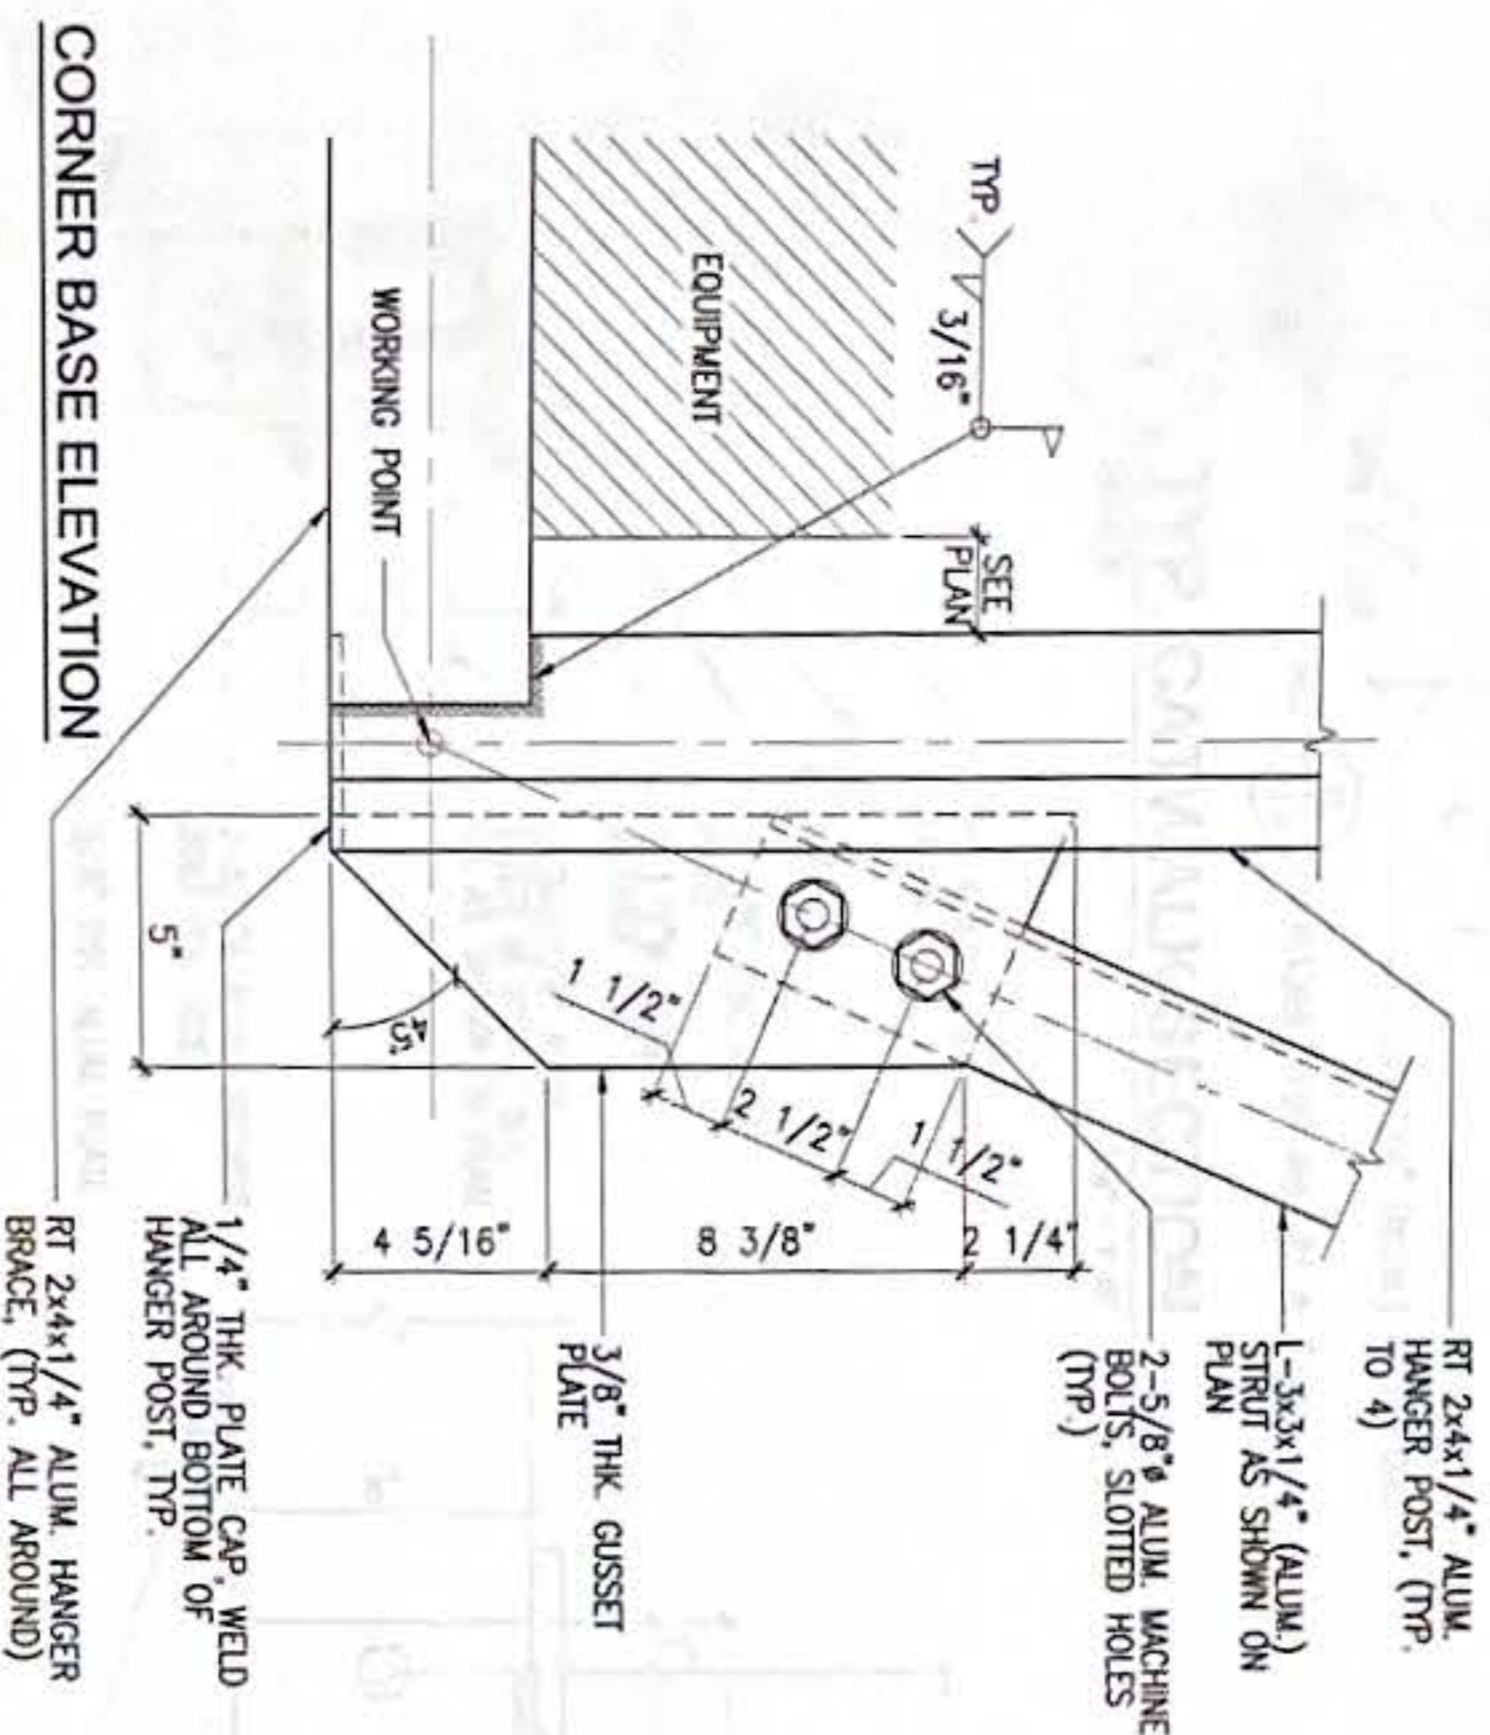 RT 2x4x1/4" ALUM.
HANGER POST, (TYP.
TO 4)
L-3x3x1/4" (ALUM.)
STRUT AS SHOWN ON
PLAN
2-5/8"ø ALUM. MACHINE
BOLTS, SLOTTED HOLES
(TYP.)
TYP.
3/16"
SEE
PLAN
EQUIPMENT
WORKING POINT
1 1/2"
2 1/2"
1 1/2"
2 1/4"
8 3/8"
4 5/16"
45°
5"
3/8" THK. GUSSET
PLATE
1/4" THK. PLATE CAP, WELD
ALL AROUND BOTTOM OF
HANGER POST, TYP.
RT 2x4x1/4" ALUM. HANGER
BRACE, (TYP. ALL AROUND)
CORNER BASE ELEVATION